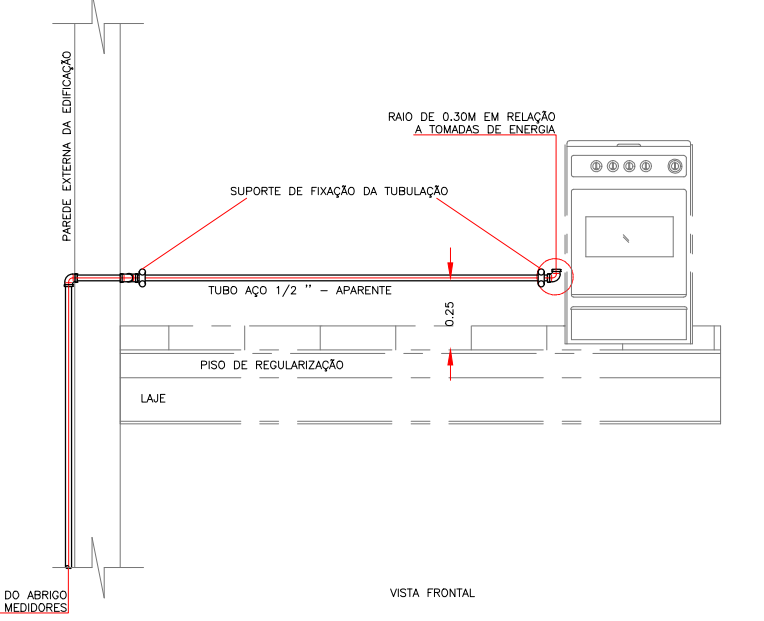 PAREDE EXTERNA DA EDIFICAÇÃO
RAIO DE 0.30M EM RELAÇÃO
A TOMADAS DE ENERGIA
SUPORTE DE FIXAÇÃO DA TUBULAÇÃO
TUBO AÇO 1/2 " - APARENTE
0.25
PISO DE REGULARIZAÇÃO
LAJE
DO ABRIGO
MEDIDORES
VISTA FRONTAL